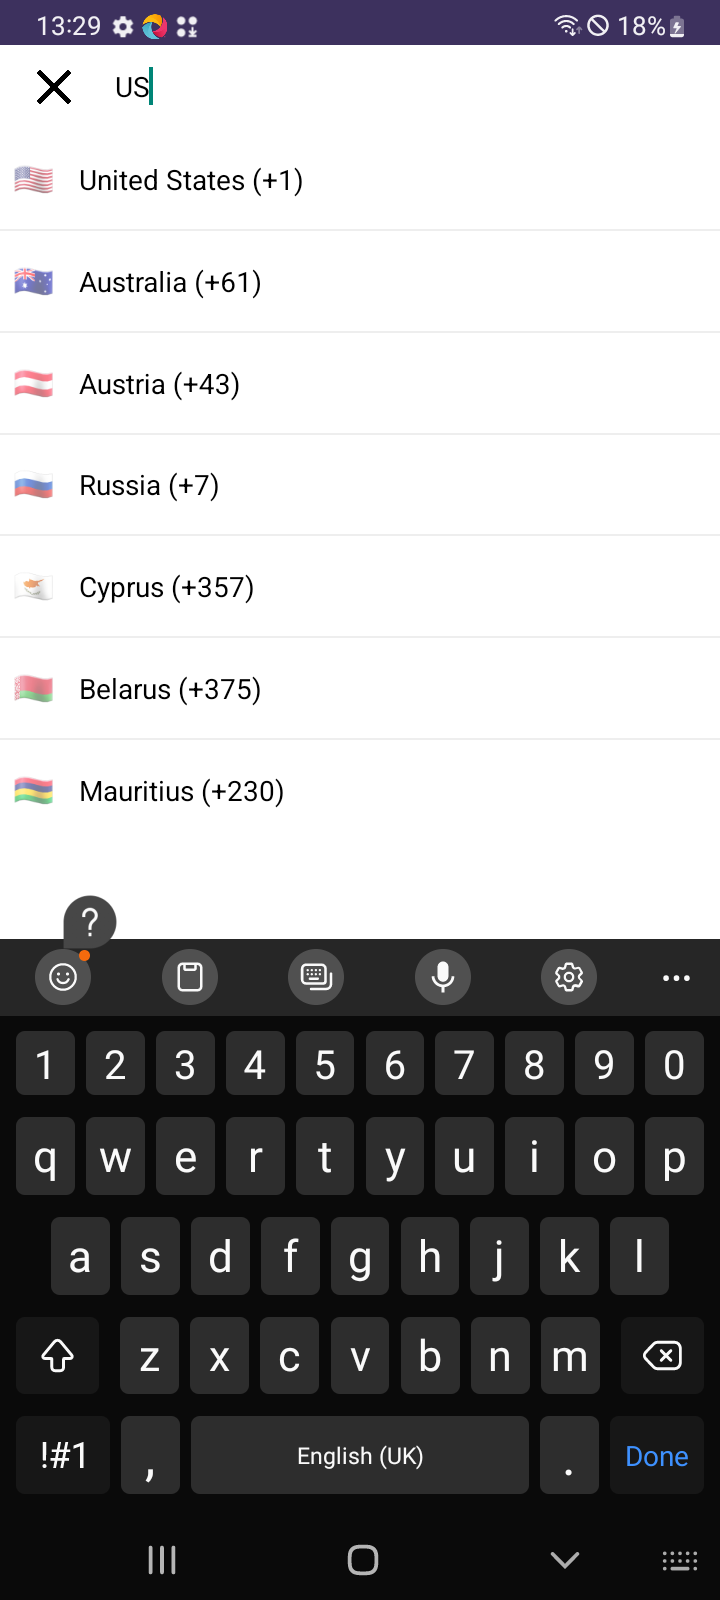 13:29
18%
US
United States (+1)
Australia (+61)
Austria (+43)
Russia (+7)
Cyprus (+357)
Belarus (+375)
Mauritius (+230)
?
1 2 3 4 5 6 7 8 9 0
q w e r t y u i o p
a s d f g h j k l
z x c v b n m
!#1 , English (UK) . Done